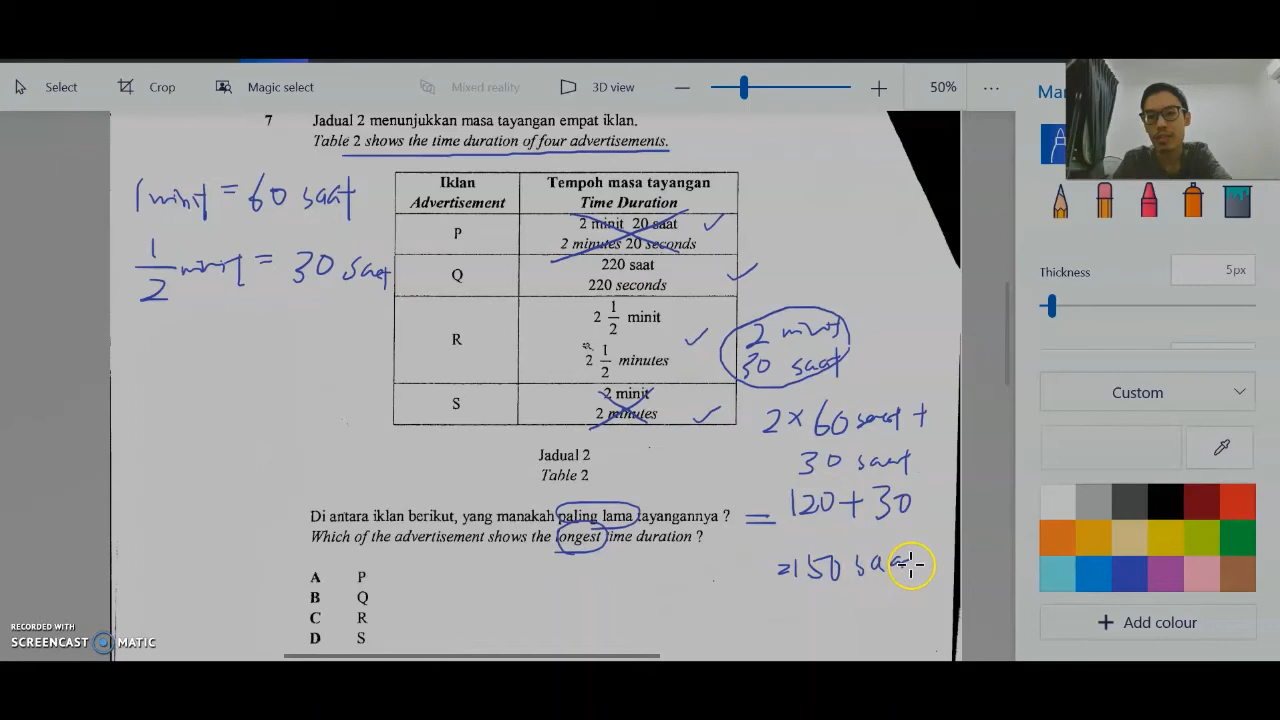 Select
Crop
Magic select
Mixed reality
3D view
50%
Mar
7 Jadual 2 menunjukkan masa tayangan empat iklan.
Table 2 shows the time duration of four advertisements.
1 minit = 60 saat
1/2 minit = 30 saat
Iklan Tempoh masa tayangan
Advertisement Time Duration
P 2 minit 20 saat
2 minutes 20 seconds
Q 220 saat
220 seconds
R 2 1/2 minit
2 1/2 minutes
S 2 minit
2 minutes
2 minit
30 saat
2 x 60 saat +
30 saat
= 120 + 30
= 150 saa
Jadual 2
Table 2
Di antara iklan berikut, yang manakah paling lama tayangannya ?
Which of the advertisement shows the longest time duration ?
A P
B Q
C R
D S
Thickness
5px
Custom
+ Add colour
RECORDED WITH
SCREENCAST MATIC